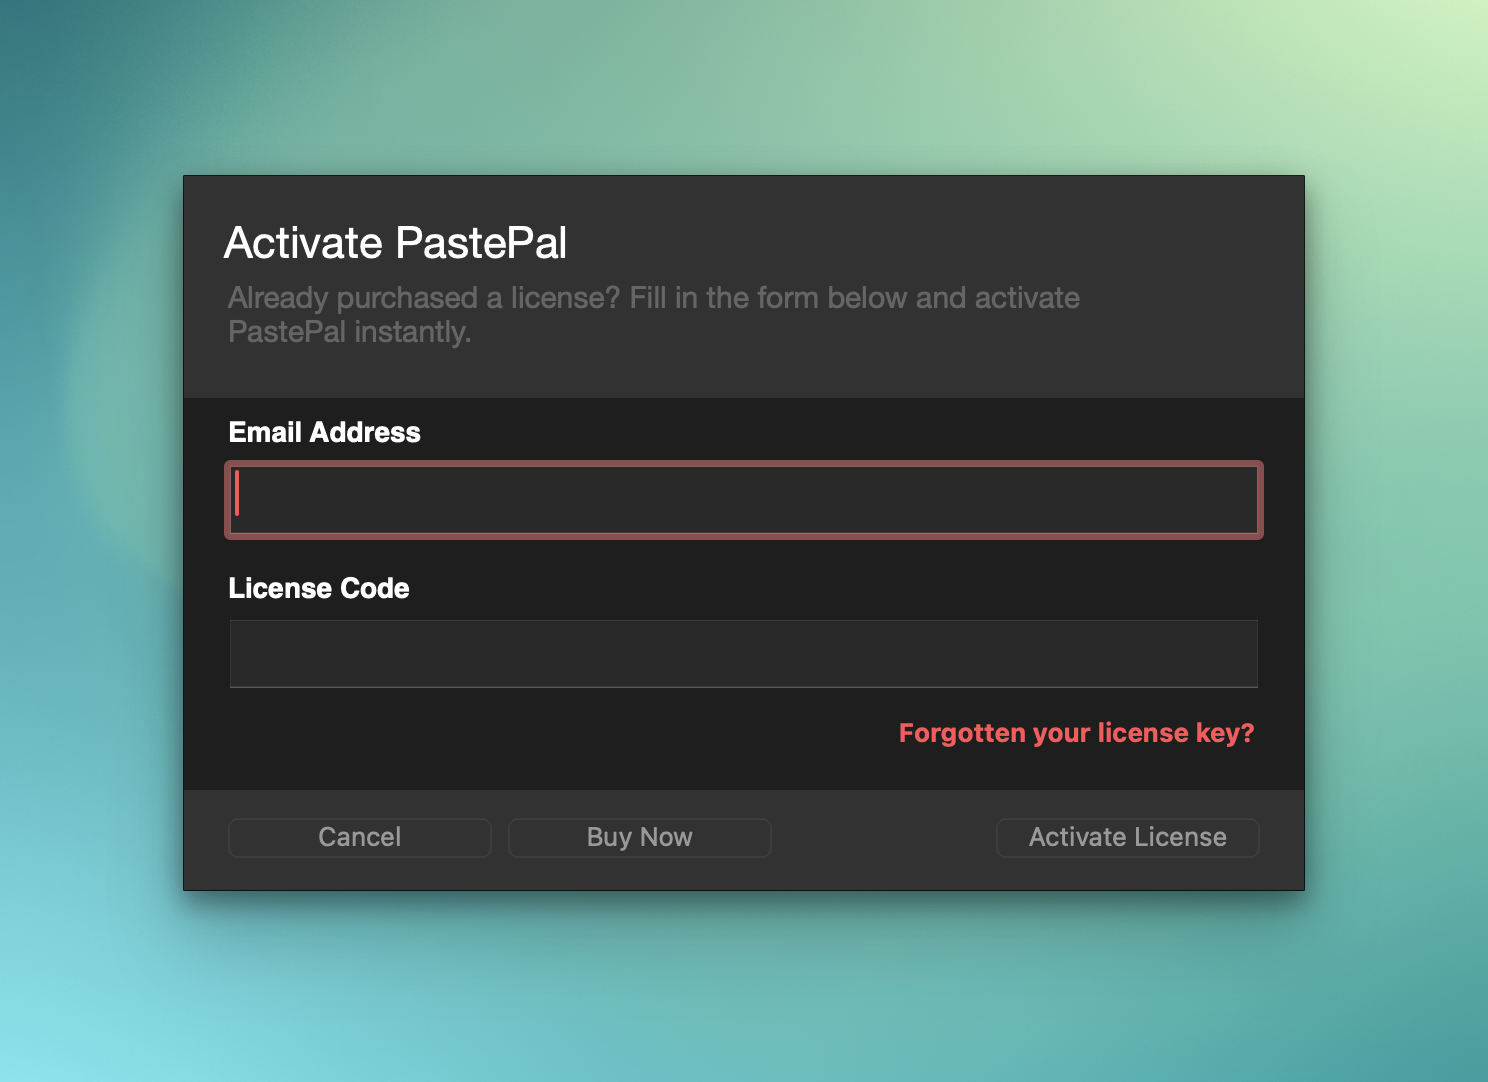 Activate PastePal
Already purchased a license? Fill in the form below and activate
PastePal instantly.
Email Address
License Code
Forgotten your license key?
Cancel
Buy Now
Activate License